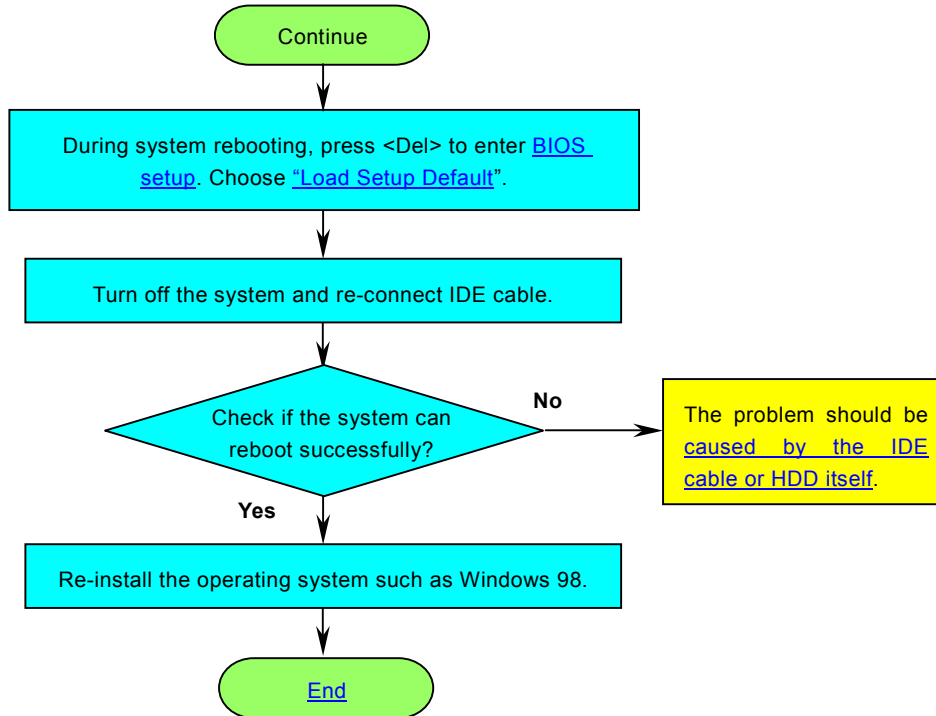 Continue
During system rebooting, press <Del> to enter BIOS
setup. Choose “Load Setup Default”.
Turn off the system and re-connect IDE cable.
Check if the system can
reboot successfully?
No
The problem should be
caused by the IDE
cable or HDD itself.
Yes
Re-install the operating system such as Windows 98.
End